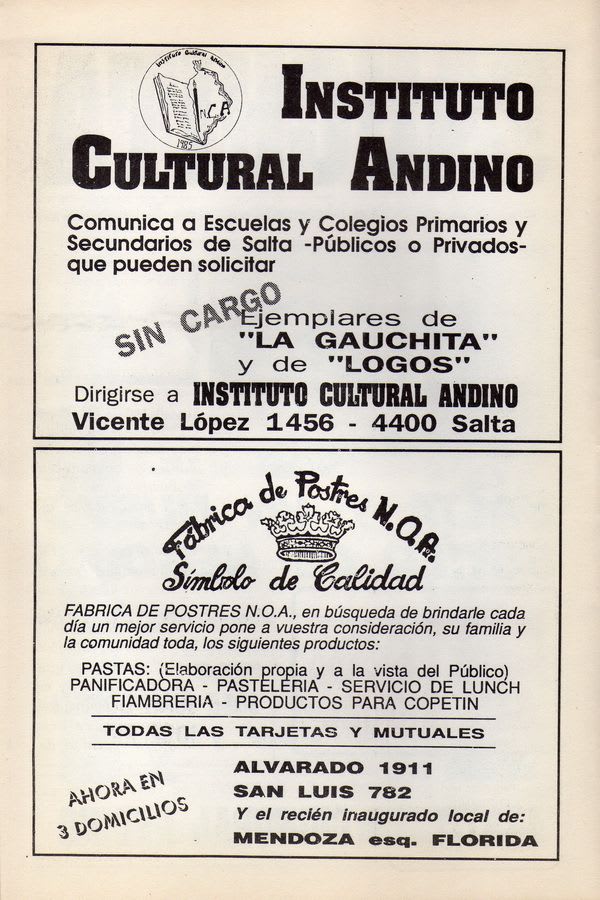 Instituto Cultural Andino
C.A.
1985
INSTITUTO
CULTURAL ANDINO
Comunica a Escuelas y Colegios Primarios y
Secundarios de Salta -Públicos o Privados-
que pueden solicitar
SIN CARGO
Ejemplares de
"LA GAUCHITA"
y de "LOGOS"
Dirigirse a INSTITUTO CULTURAL ANDINO
Vicente López 1456 - 4400 Salta
Fábrica de Postres N.O.A.
Símbolo de Calidad
FABRICA DE POSTRES N.O.A., en búsqueda de brindarle cada
día un mejor servicio pone a vuestra consideración, su familia y
la comunidad toda, los siguientes productos:
PASTAS: (Elaboración propia y a la vista del Público)
PANIFICADORA - PASTELERIA - SERVICIO DE LUNCH
FIAMBRERIA - PRODUCTOS PARA COPETIN
TODAS LAS TARJETAS Y MUTUALES
AHORA EN
3 DOMICILIOS
ALVARADO 1911
SAN LUIS 782
Y el recién inaugurado local de:
MENDOZA esq. FLORIDA